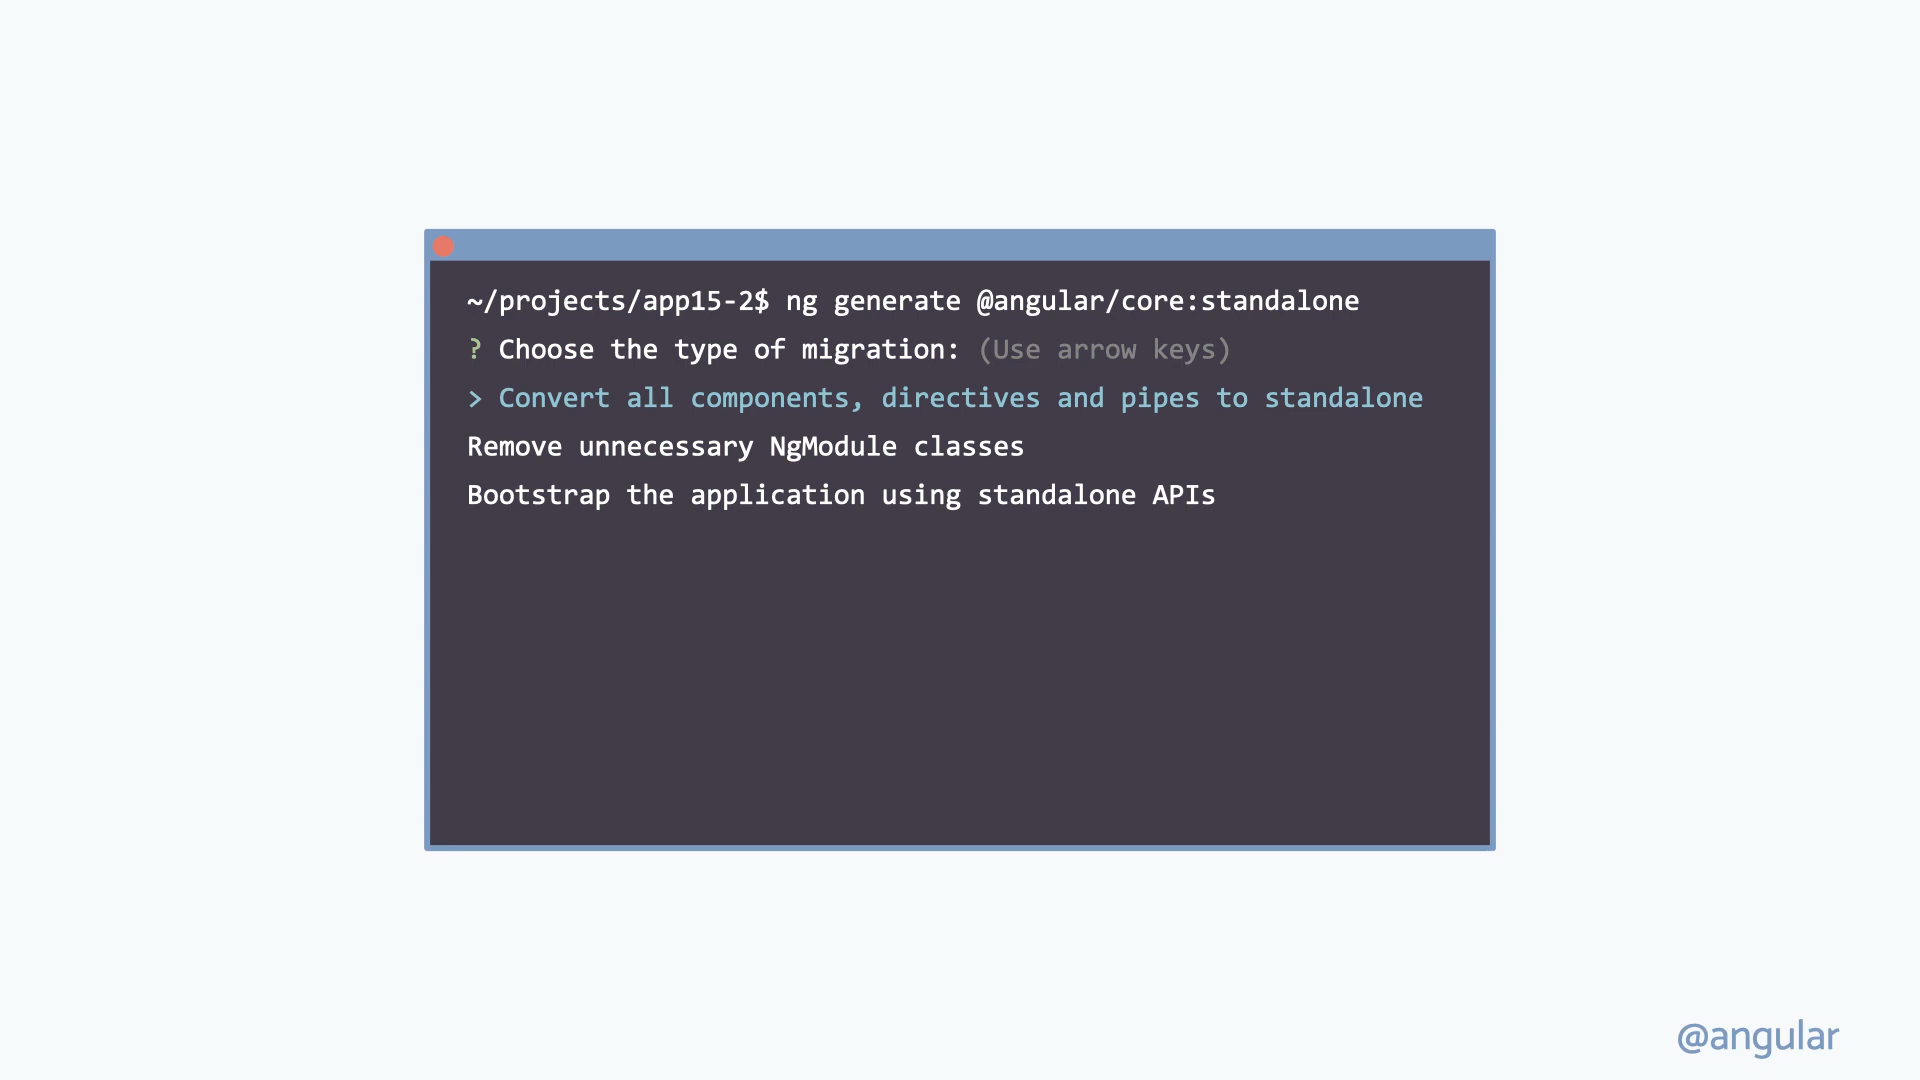 ~/projects/app15-2$ ng generate @angular/core:standalone
? Choose the type of migration: (Use arrow keys)
> Convert all components, directives and pipes to standalone
Remove unnecessary NgModule classes
Bootstrap the application using standalone APIs
@angular